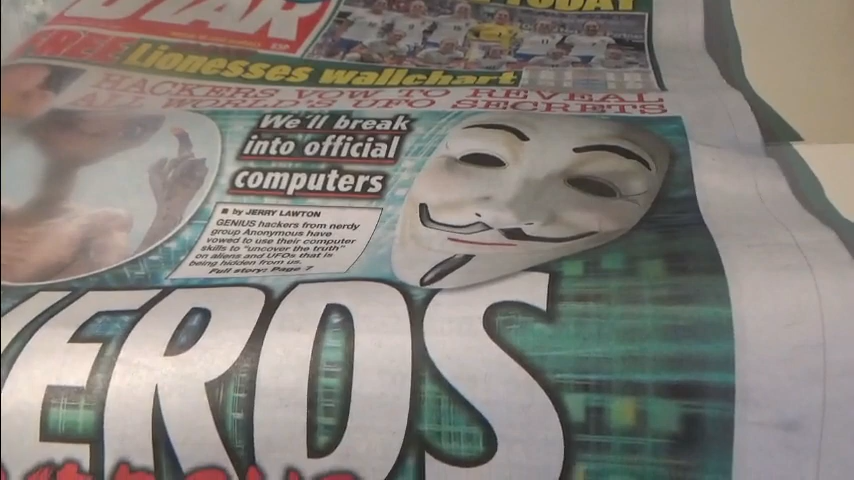 STAR
TODAY
FREE Lionesses wallchart
HACKERS VOW TO REVEAL
ALL WORLD'S UFO SECRETS
We'll break
into official
computers
■ by JERRY LAWTON
GENIUS hackers from nerdy
group Anonymous have
vowed to use their computer
skills to "uncover the truth"
on aliens and UFOs that is
being hidden from us.
Full story: Page 7
EROS